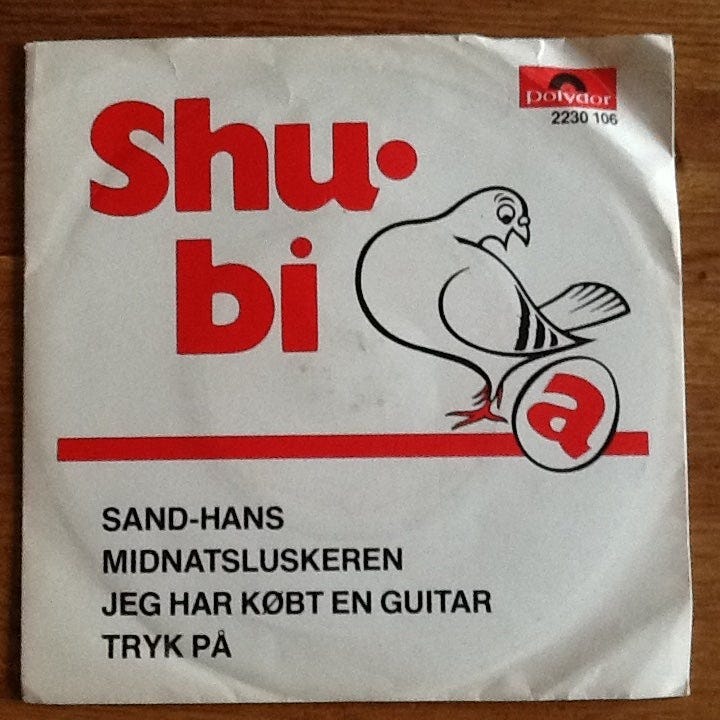 Shu·
bi
a
polydor
2230 106
SAND-HANS
MIDNATSLUSKEREN
JEG HAR KØBT EN GUITAR
TRYK PÅ